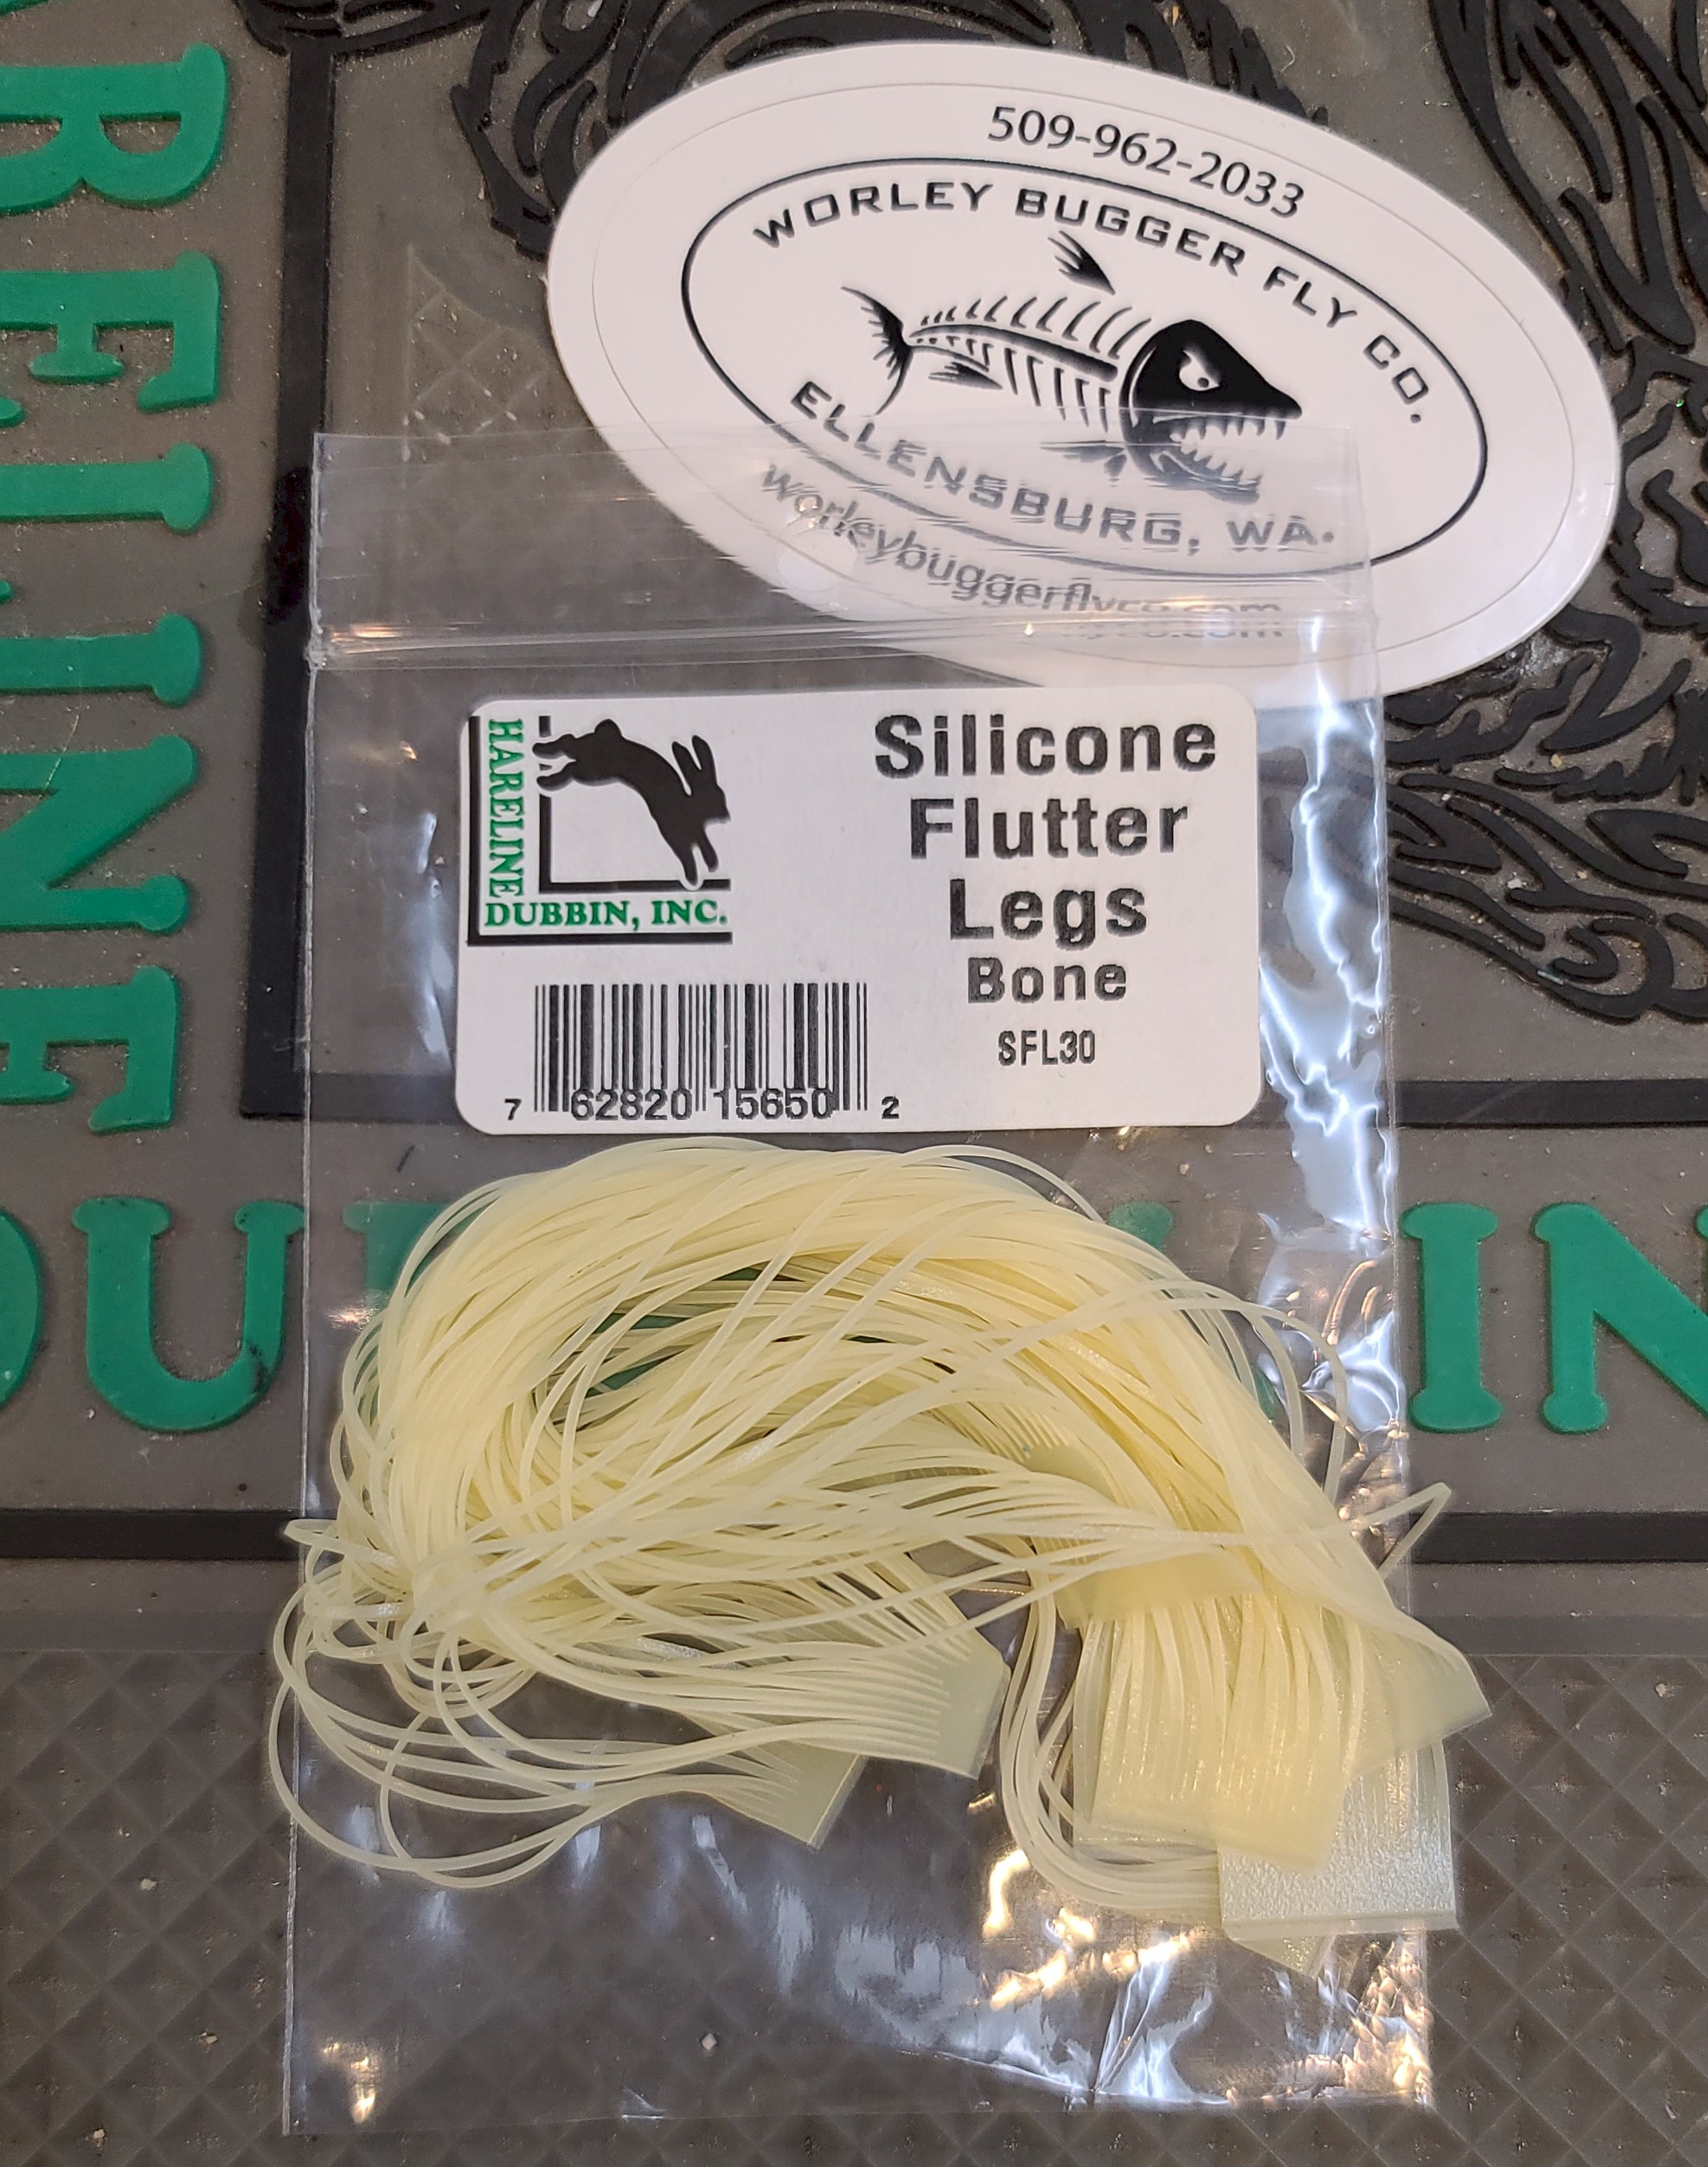 509-962-2033
WORLEY BUGGER FLY CO.
ELLENSBURG, WA.
worleybuggerflyco.com
HARELINE
DUBBIN, INC.
Silicone
Flutter
Legs
Bone
SFL30
7 62820 15650 2